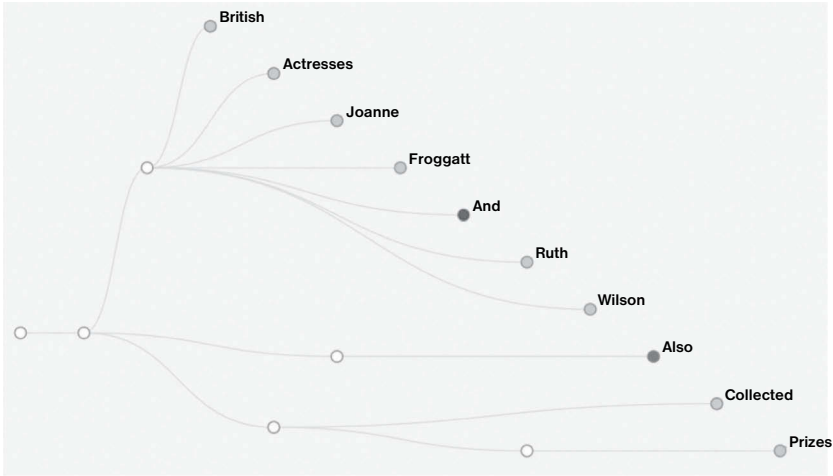 British
Actresses
Joanne
Froggatt
And
Ruth
Wilson
Also
Collected
Prizes